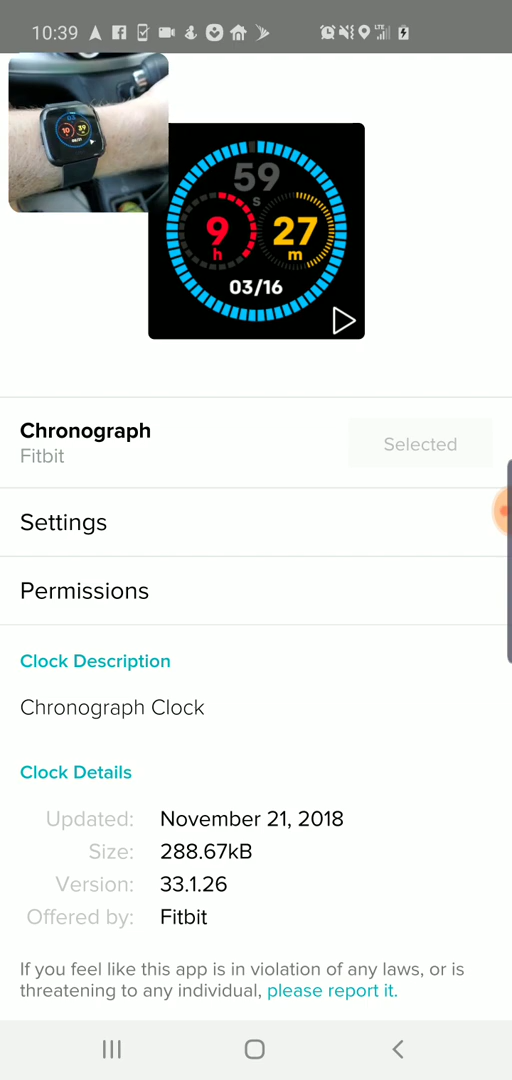 10:39
59
s
9
27
h
m
03/16
Chronograph
Fitbit
Selected
Settings
Permissions
Clock Description
Chronograph Clock
Clock Details
Updated: November 21, 2018
Size: 288.67kB
Version: 33.1.26
Offered by: Fitbit
If you feel like this app is in violation of any laws, or is
threatening to any individual, please report it.